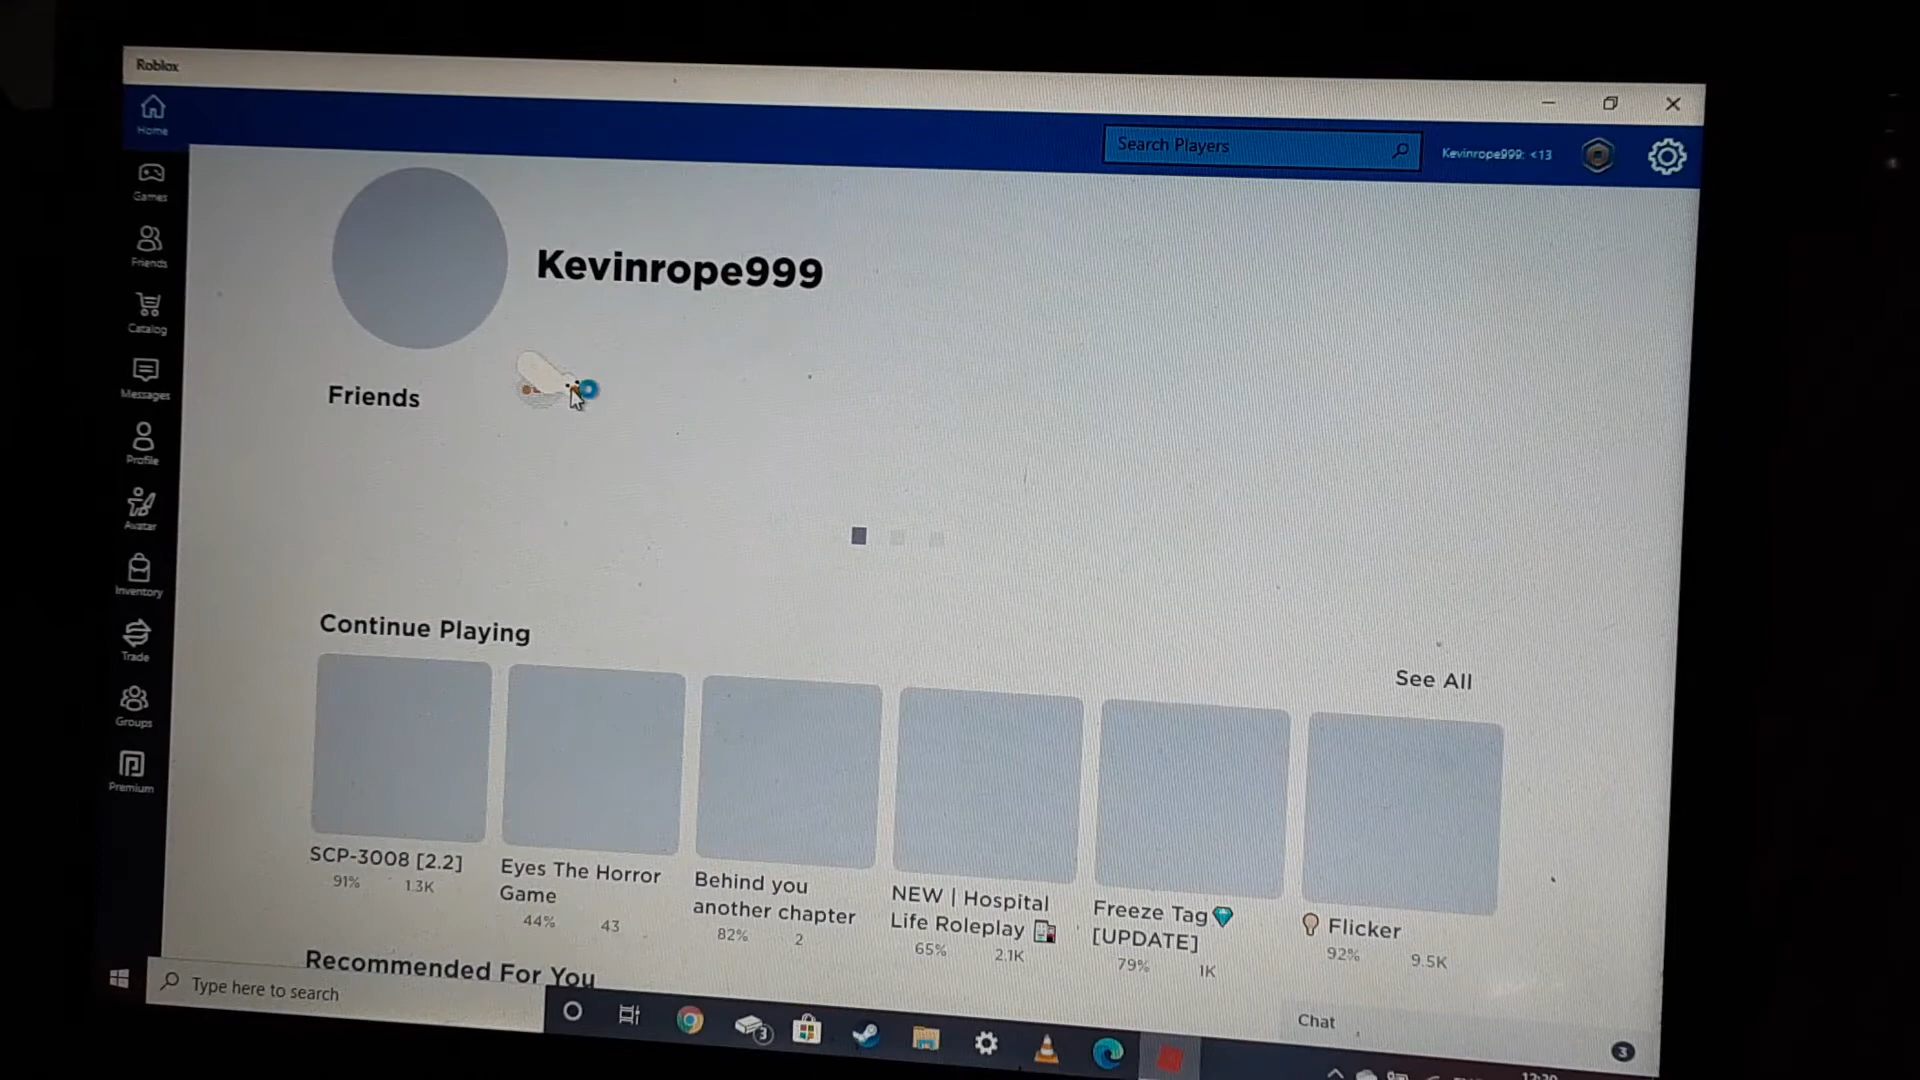 Roblox
Home
Search Players
Kevinrope999: <13
Games
Friends
Catalog
Messages
Profile
Avatar
Inventory
Trade
Groups
Premium
Kevinrope999
Friends
Continue Playing
See All
SCP-3008 [2.2]
91% 1.3K
Eyes The Horror
Game
44% 43
Behind you
another chapter
82% 2
NEW | Hospital
Life Roleplay
65% 2.1K
Freeze Tag
[UPDATE]
79% 1K
Flicker
92% 9.5K
Recommended For You
Type here to search
3
Chat
3